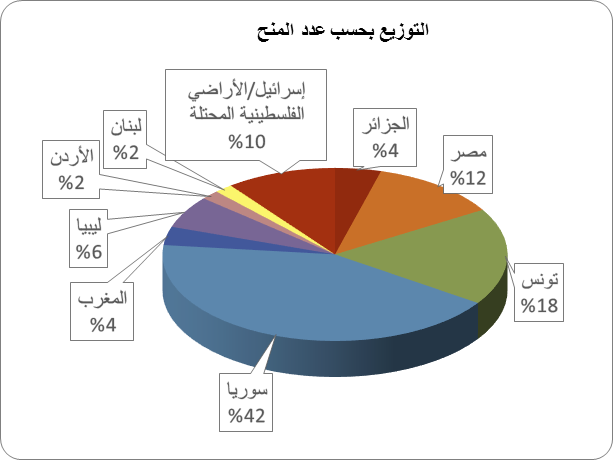 التوزيع بحسب عدد المنح
إسرائيل/الأراضي
الفلسطينية المحتلة
%10
الجزائر
%4
مصر
%12
تونس
%18
سوريا
%42
المغرب
%4
ليبيا
%6
الأردن
%2
لبنان
%2